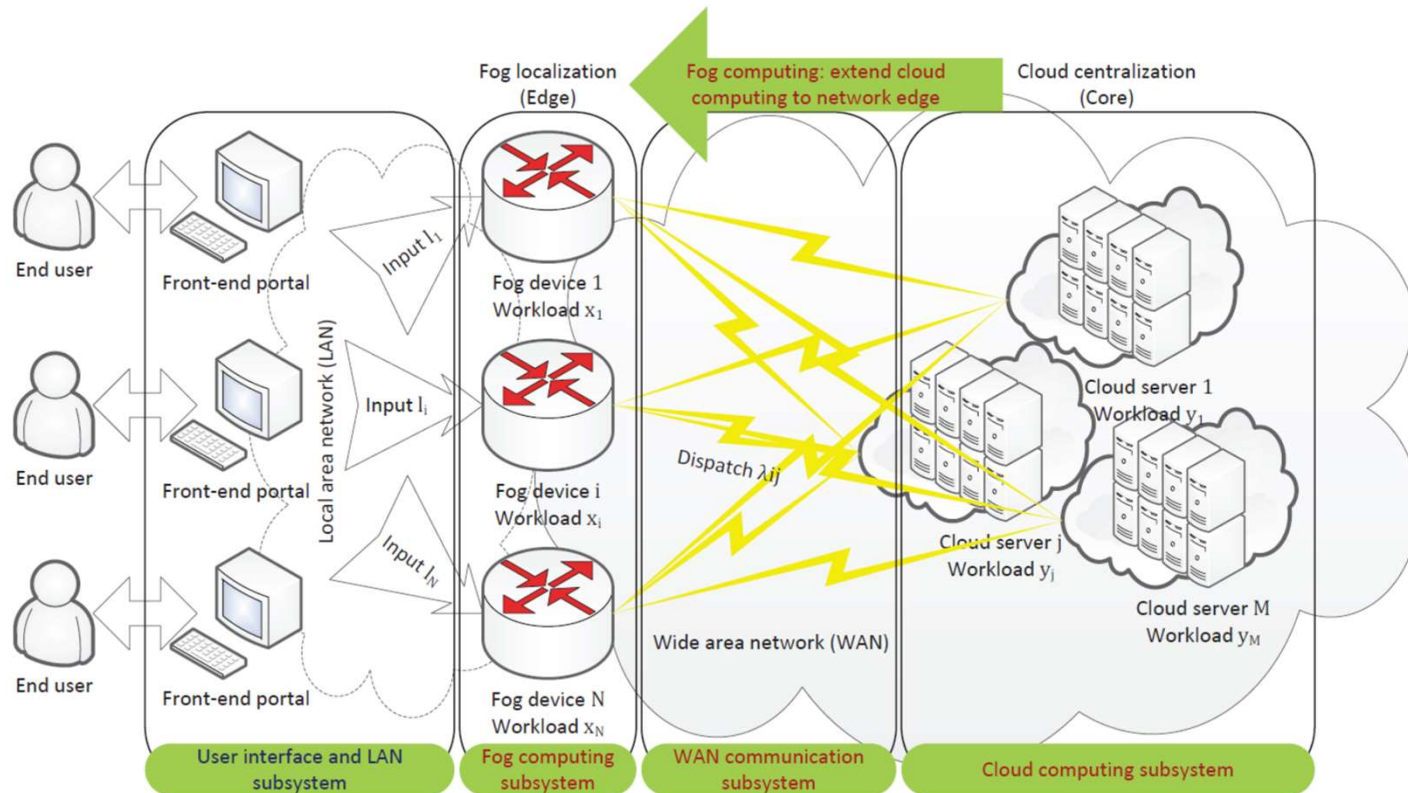 Fog localization
(Edge)
Fog computing: extend cloud
computing to network edge
Cloud centralization
(Core)
End user
Front-end portal
Input l₁
Fog device 1
Workload x₁
Cloud server 1
Workload y₁
End user
Front-end portal
Local area network (LAN)
Input lᵢ
Fog device i
Workload xᵢ
Dispatch λij
Cloud server j
Workload yⱼ
Cloud server M
Workload y_M
End user
Front-end portal
Input l_N
Fog device N
Workload x_N
Wide area network (WAN)
User interface and LAN
subsystem
Fog computing
subsystem
WAN communication
subsystem
Cloud computing subsystem